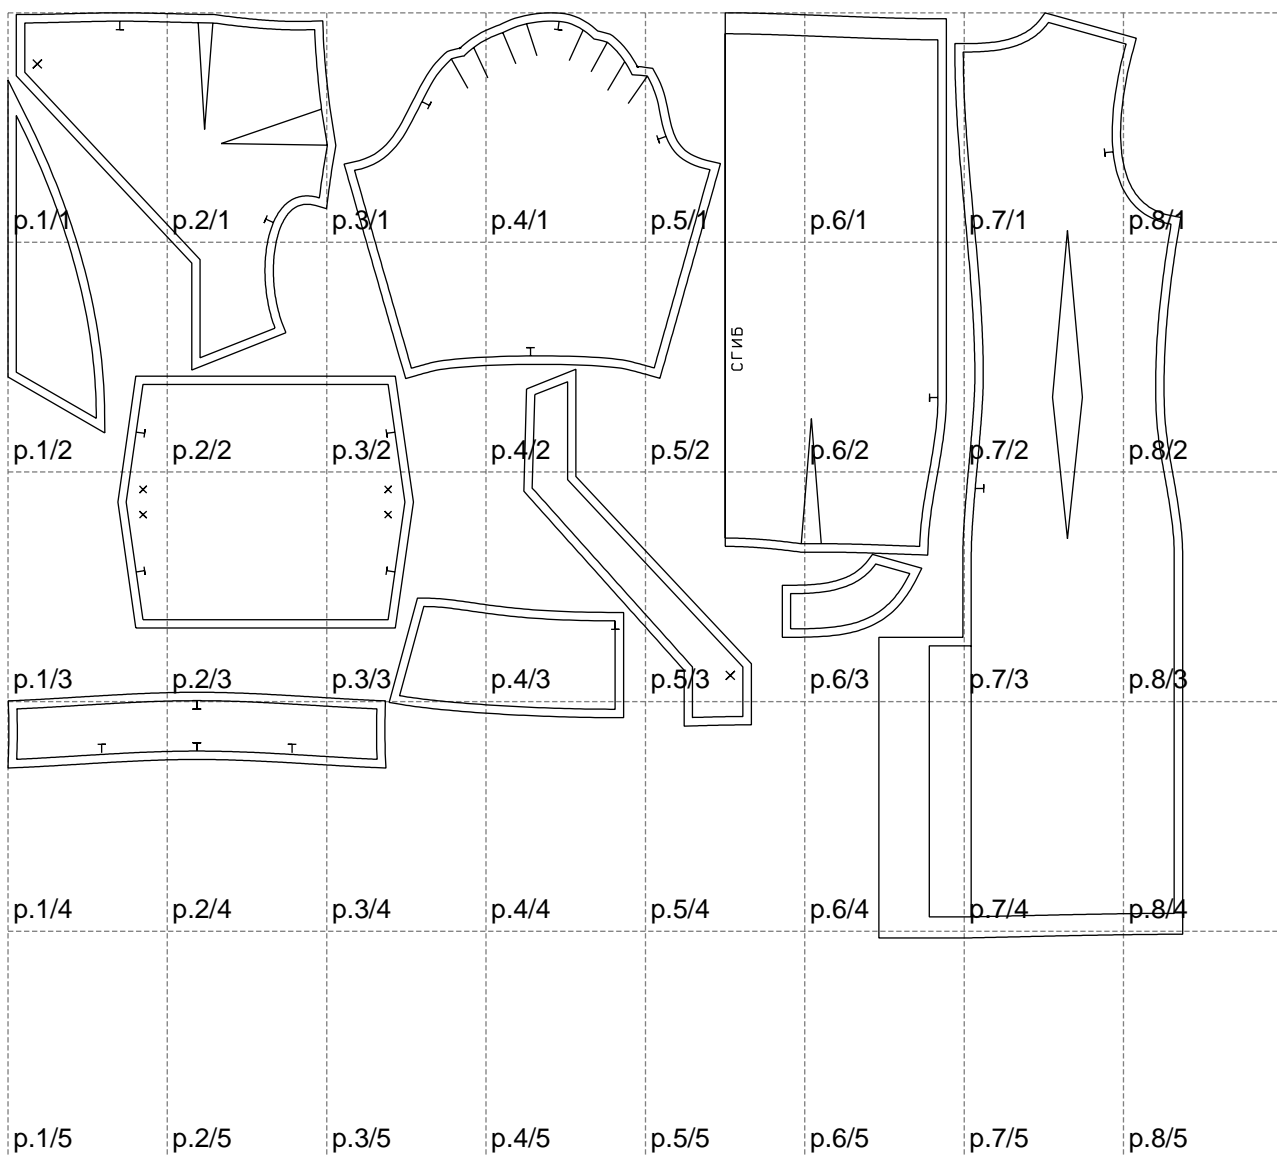 p.1/1 p.2/1 p.3/1 p.4/1 p.5/1 p.6/1 p.7/1 p.8/1
СГИБ
p.1/2 p.2/2 p.3/2 p.4/2 p.5/2 p.6/2 p.7/2 p.8/2
p.1/3 p.2/3 p.3/3 p.4/3 p.5/3 p.6/3 p.7/3 p.8/3
p.1/4 p.2/4 p.3/4 p.4/4 p.5/4 p.6/4 p.7/4 p.8/4
p.1/5 p.2/5 p.3/5 p.4/5 p.5/5 p.6/5 p.7/5 p.8/5